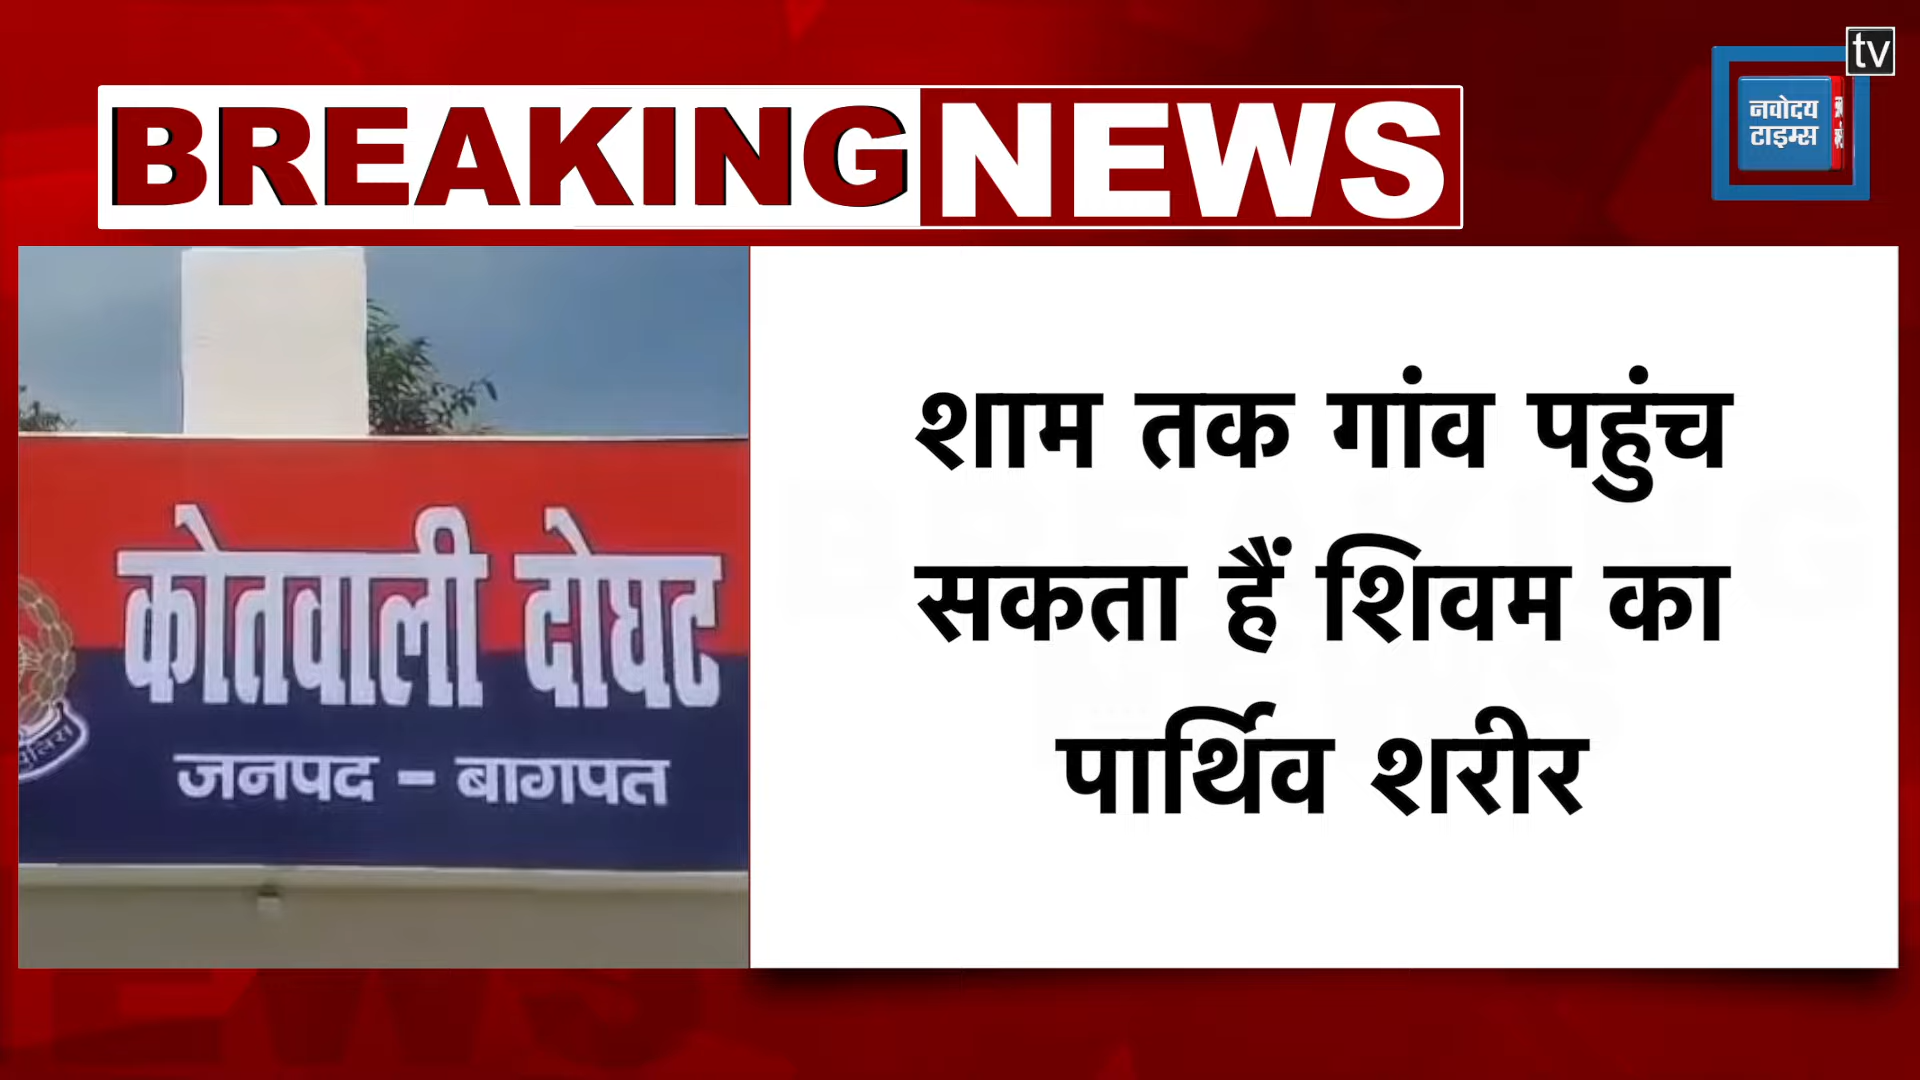 tv
BREAKING NEWS
नवोदय
टाइम्स
शाम तक गांव पहुंच
सकता हैं शिवम का
पार्थिव शरीर
कोतवाली दोघट
जनपद - बागपत